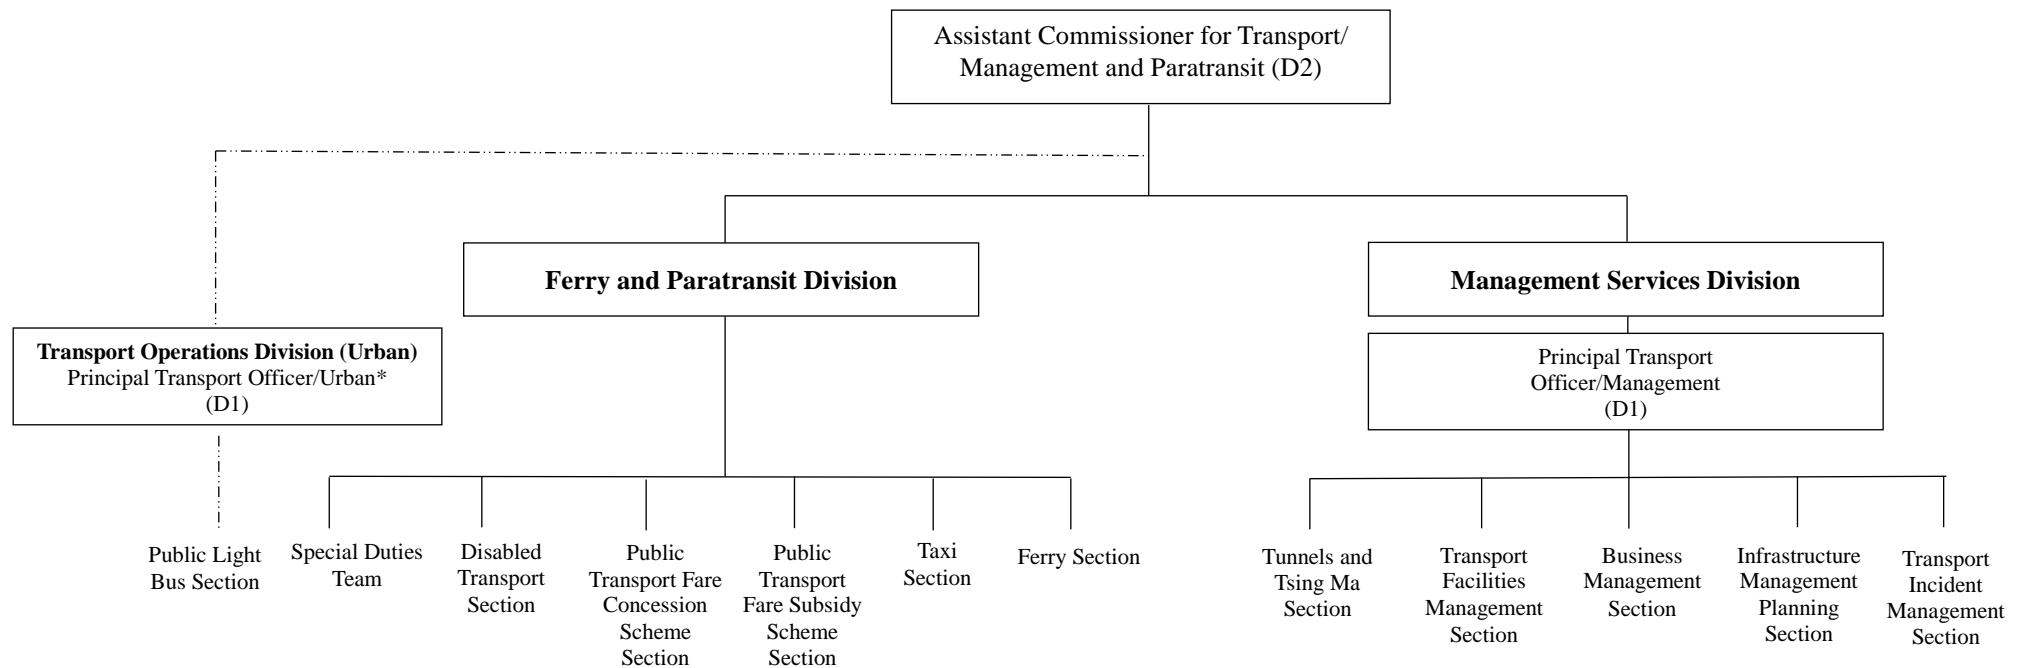 Assistant Commissioner for Transport/
Management and Paratransit (D2)
Ferry and Paratransit Division
Management Services Division
Transport Operations Division (Urban)
Principal Transport Officer/Urban*
(D1)
Principal Transport
Officer/Management
(D1)
Public Light
Bus Section
Special Duties
Team
Disabled
Transport
Section
Public
Transport Fare
Concession
Scheme
Section
Public
Transport
Fare Subsidy
Scheme
Section
Taxi
Section
Ferry Section
Tunnels and
Tsing Ma
Section
Transport
Facilities
Management
Section
Business
Management
Section
Infrastructure
Management
Planning
Section
Transport
Incident
Management
Section